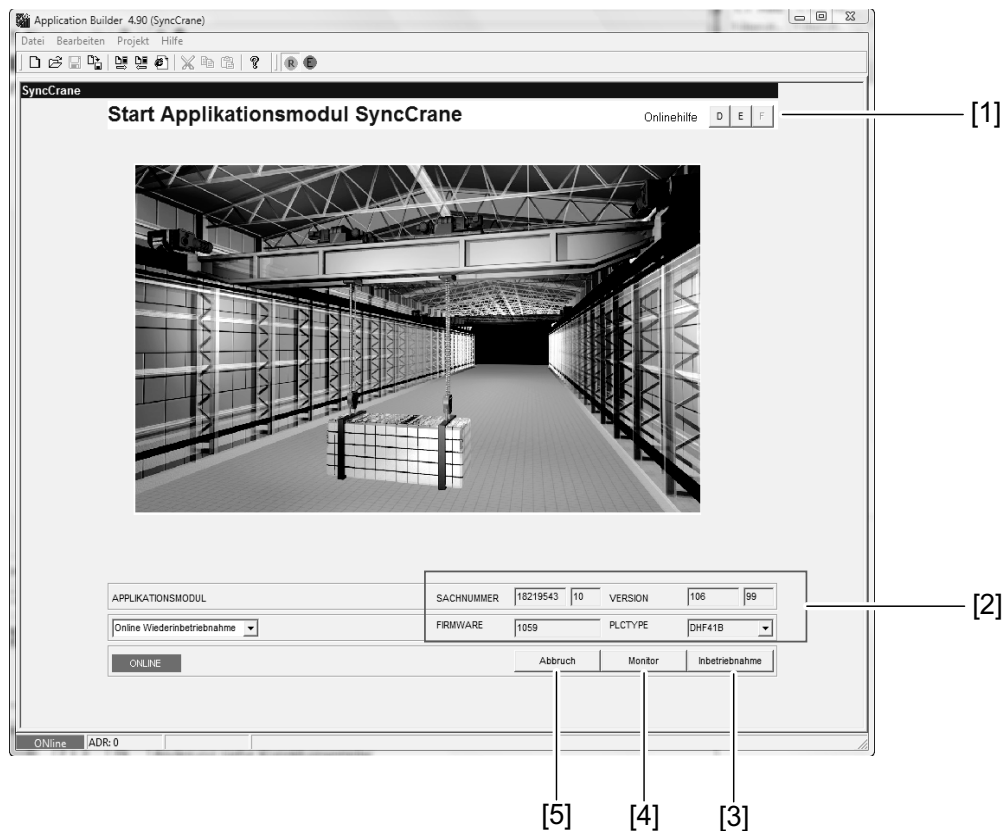 Application Builder 4.90 (SyncCrane)
Datei Bearbeiten Projekt Hilfe
R E
SyncCrane
Start Applikationsmodul SyncCrane
Onlinehilfe D E F
[1]
APPLIKATIONSMODUL
SACHNUMMER 18219543 10 VERSION 106 99
[2]
Online Wiederinbetriebnahme
FIRMWARE 1059 PLCTYPE DHF41B
ONLINE
Abbruch Monitor Inbetriebnahme
ONline ADR: 0
[5] [4] [3]